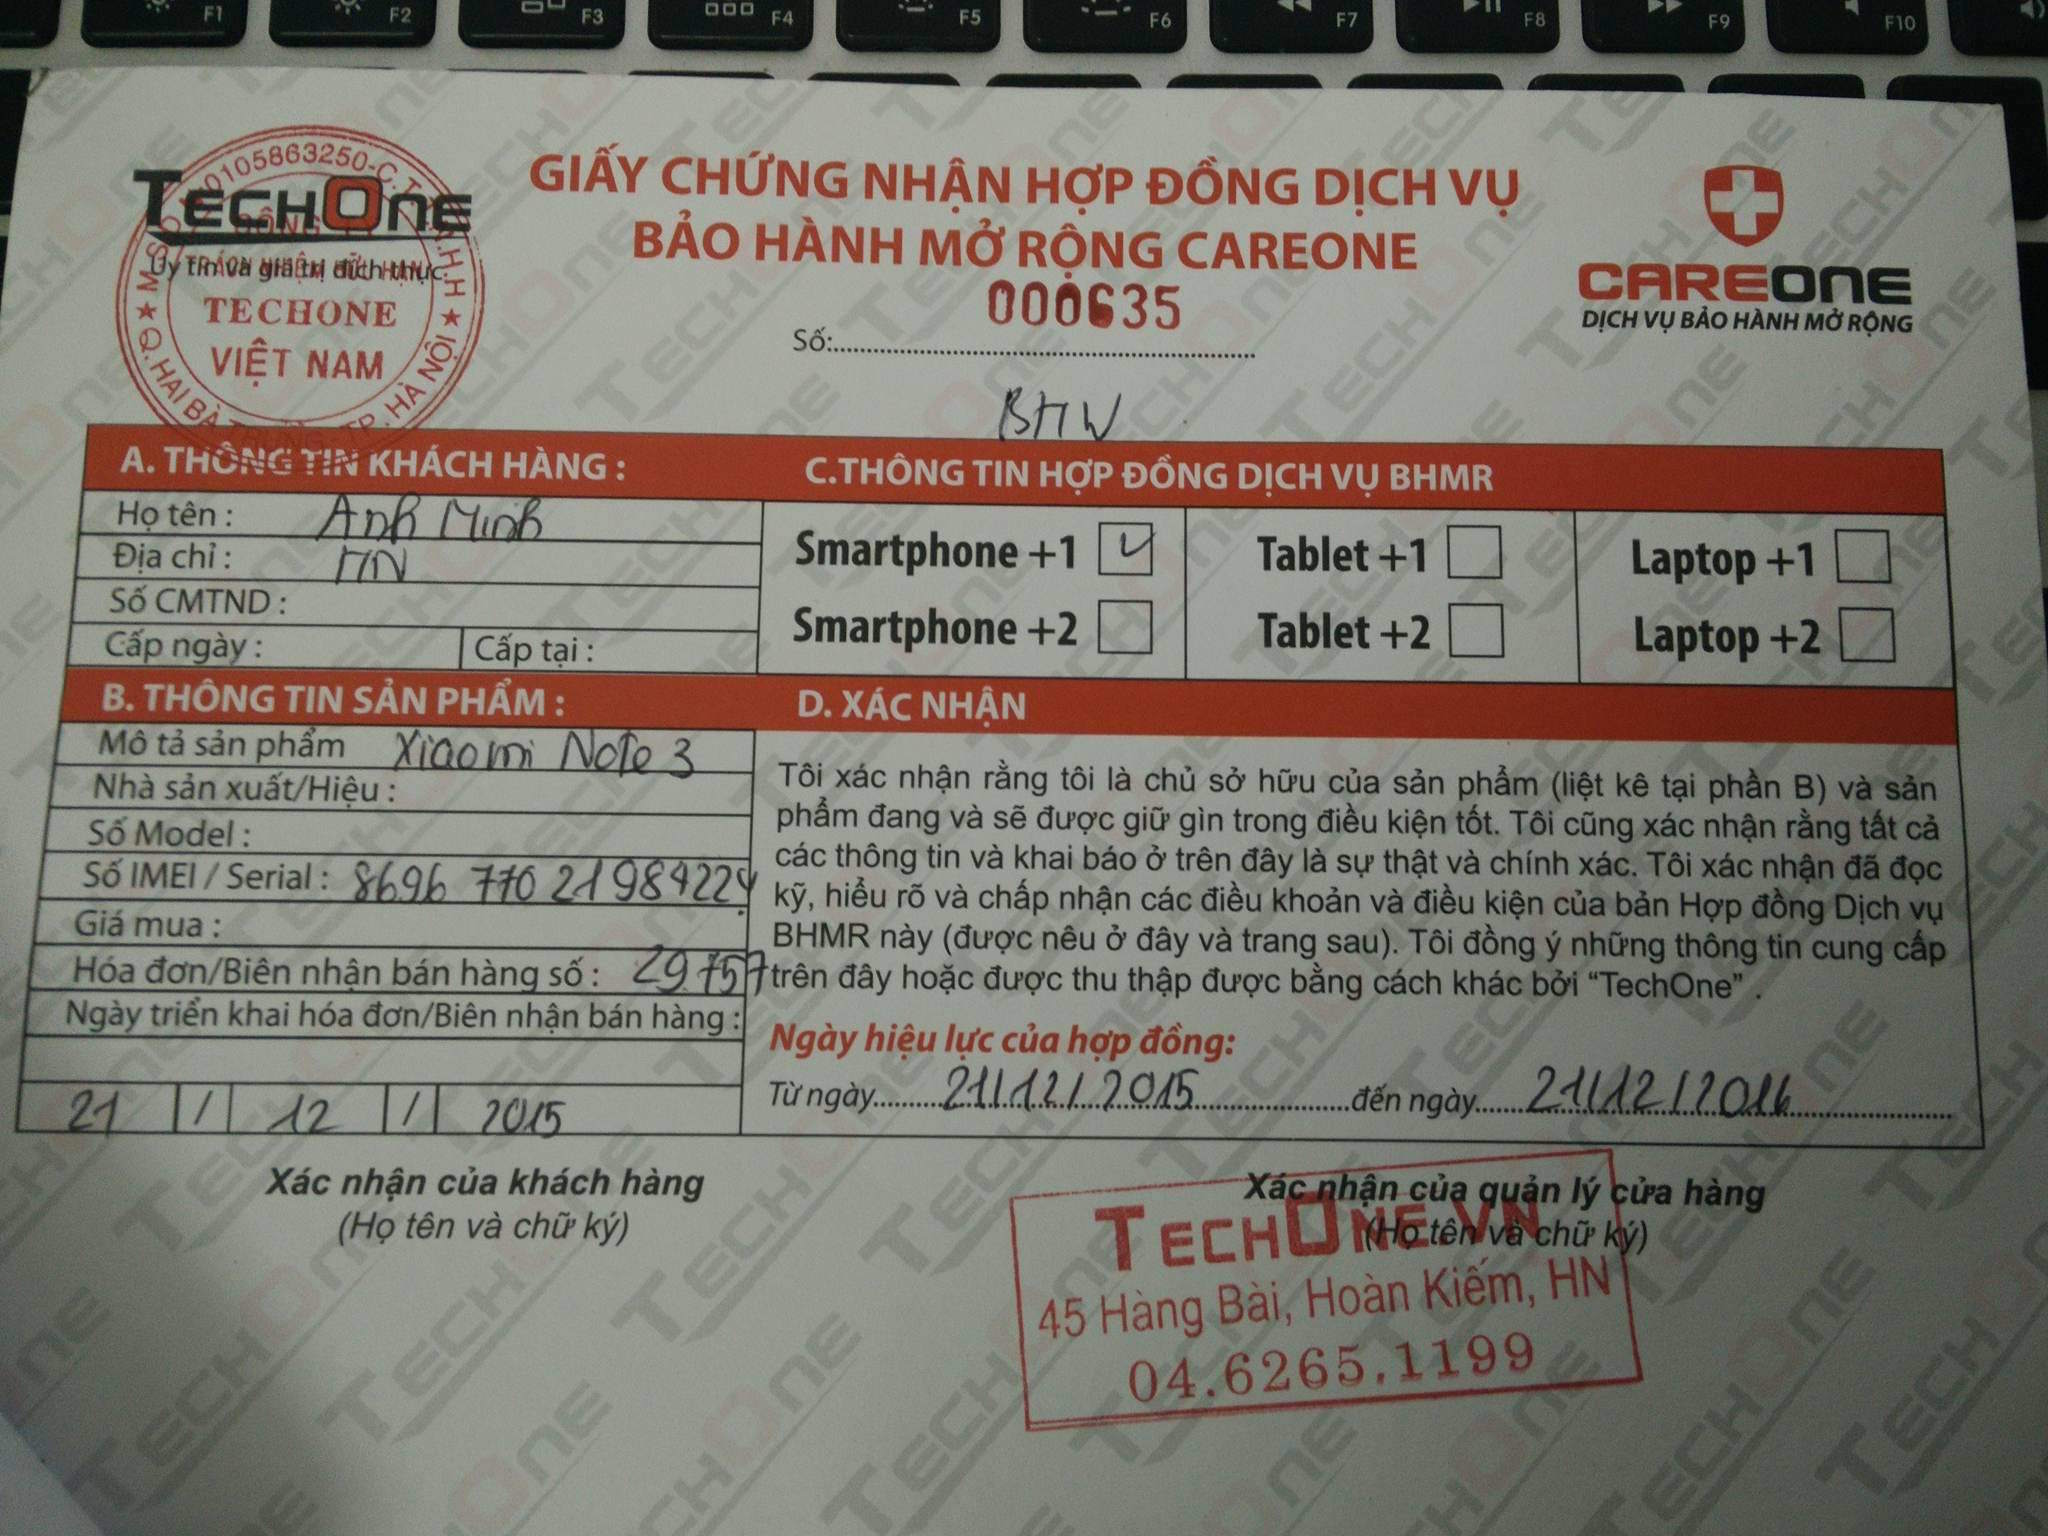 F1 F2 F3 F4 F5 F6 F7 F8 F9 F10
TECHONE
Uy tín và giá trị đích thực.
0105863250-C.T
TECHONE
VIỆT NAM
Q. HAI BÀ TRƯNG, TP. HÀ NỘI
GIẤY CHỨNG NHẬN HỢP ĐỒNG DỊCH VỤ
BẢO HÀNH MỞ RỘNG CAREONE
000635
Số:
CAREONE
DỊCH VỤ BẢO HÀNH MỞ RỘNG
BHW
A. THÔNG TIN KHÁCH HÀNG :
Họ tên : Anh Minh
Địa chỉ : HN
Số CMTND :
Cấp ngày : Cấp tại :
C.THÔNG TIN HỢP ĐỒNG DỊCH VỤ BHMR
Smartphone +1 Tablet +1 Laptop +1
Smartphone +2 Tablet +2 Laptop +2
B. THÔNG TIN SẢN PHẨM :
Mô tả sản phẩm Xiaomi Note 3
Nhà sản xuất/Hiệu :
Số Model :
Số IMEI / Serial : 8696 770 21984224
Giá mua :
Hóa đơn/Biên nhận bán hàng số : 29757
Ngày triển khai hóa đơn/Biên nhận bán hàng :
21 / 12 / 2015
D. XÁC NHẬN
Tôi xác nhận rằng tôi là chủ sở hữu của sản phẩm (liệt kê tại phần B) và sản
phẩm đang và sẽ được giữ gìn trong điều kiện tốt. Tôi cũng xác nhận rằng tất cả
các thông tin và khai báo ở trên đây là sự thật và chính xác. Tôi xác nhận đã đọc
kỹ, hiểu rõ và chấp nhận các điều khoản và điều kiện của bản Hợp đồng Dịch vụ
BHMR này (được nêu ở đây và trang sau). Tôi đồng ý những thông tin cung cấp
trên đây hoặc được thu thập được bằng cách khác bởi “TechOne” .
Ngày hiệu lực của hợp đồng:
Từ ngày 21/12/2015 đến ngày 21/12/2016
Xác nhận của khách hàng
(Họ tên và chữ ký)
Xác nhận của quản lý cửa hàng
(Họ tên và chữ ký)
TECHONE.VN
45 Hàng Bài, Hoàn Kiếm, HN
04.6265.1199